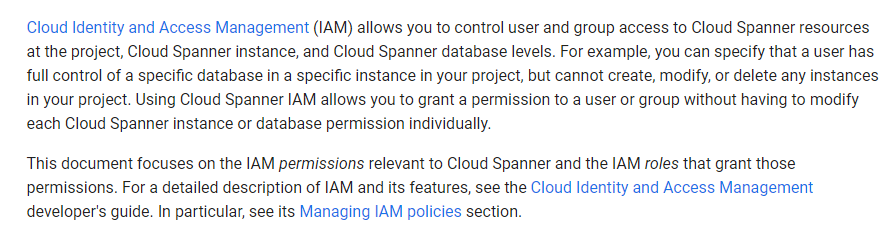 Cloud Identity and Access Management (IAM) allows you to control user and group access to Cloud Spanner resources
at the project, Cloud Spanner instance, and Cloud Spanner database levels. For example, you can specify that a user has
full control of a specific database in a specific instance in your project, but cannot create, modify, or delete any instances
in your project. Using Cloud Spanner IAM allows you to grant a permission to a user or group without having to modify
each Cloud Spanner instance or database permission individually.
This document focuses on the IAM permissions relevant to Cloud Spanner and the IAM roles that grant those
permissions. For a detailed description of IAM and its features, see the Cloud Identity and Access Management
developer's guide. In particular, see its Managing IAM policies section.